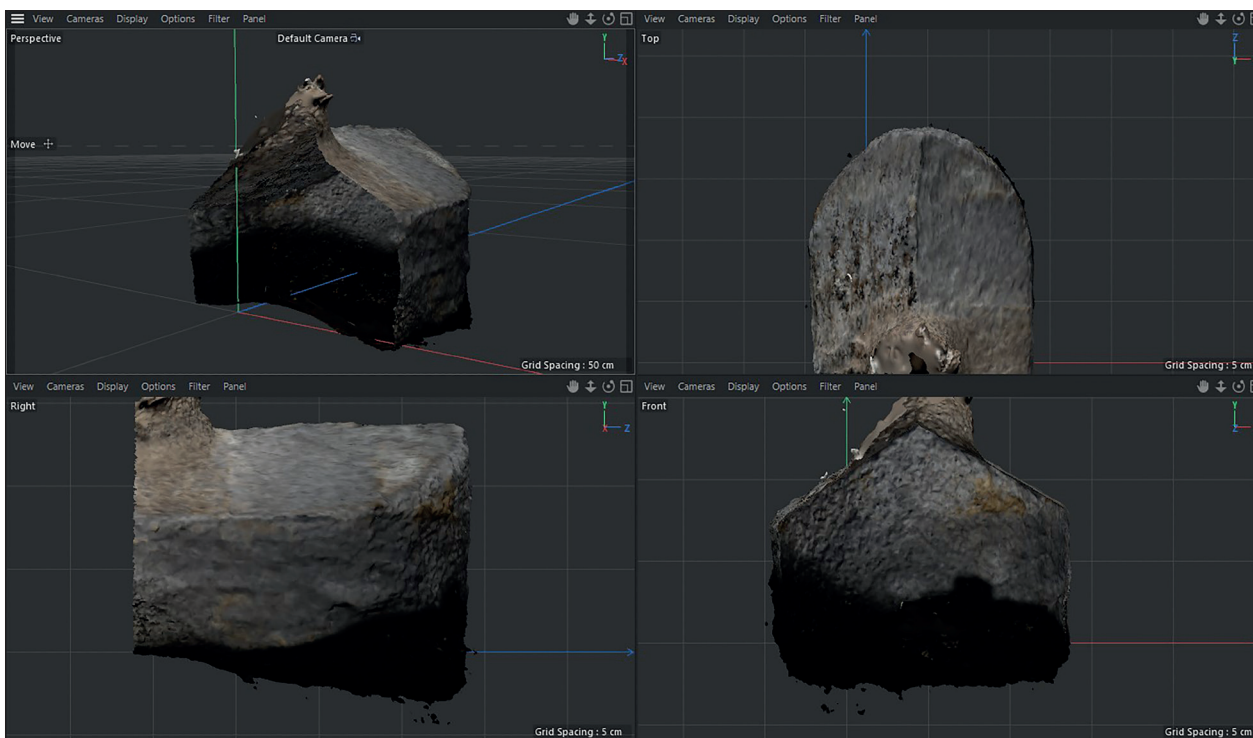 View Cameras Display Options Filter Panel
Perspective
Default Camera
Y
Z
X
Move
Grid Spacing : 50 cm
View Cameras Display Options Filter Panel
Top
Z
Y
Grid Spacing : 5 cm
View Cameras Display Options Filter Panel
Right
Y
X Z
Grid Spacing : 5 cm
View Cameras Display Options Filter Panel
Front
Y
Z
Grid Spacing : 5 cm